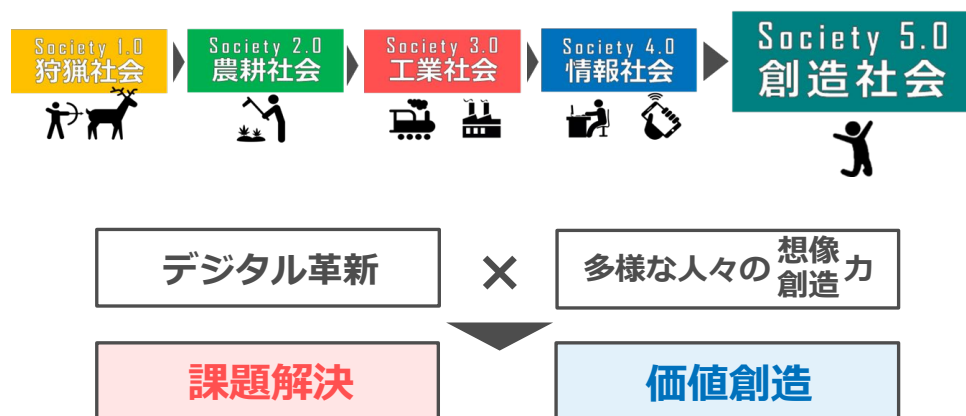 Society 1.0
狩猟社会
Society 2.0
農耕社会
Society 3.0
工業社会
Society 4.0
情報社会
Society 5.0
創造社会
デジタル革新
×
多様な人々の想像力
創造
課題解決
価値創造